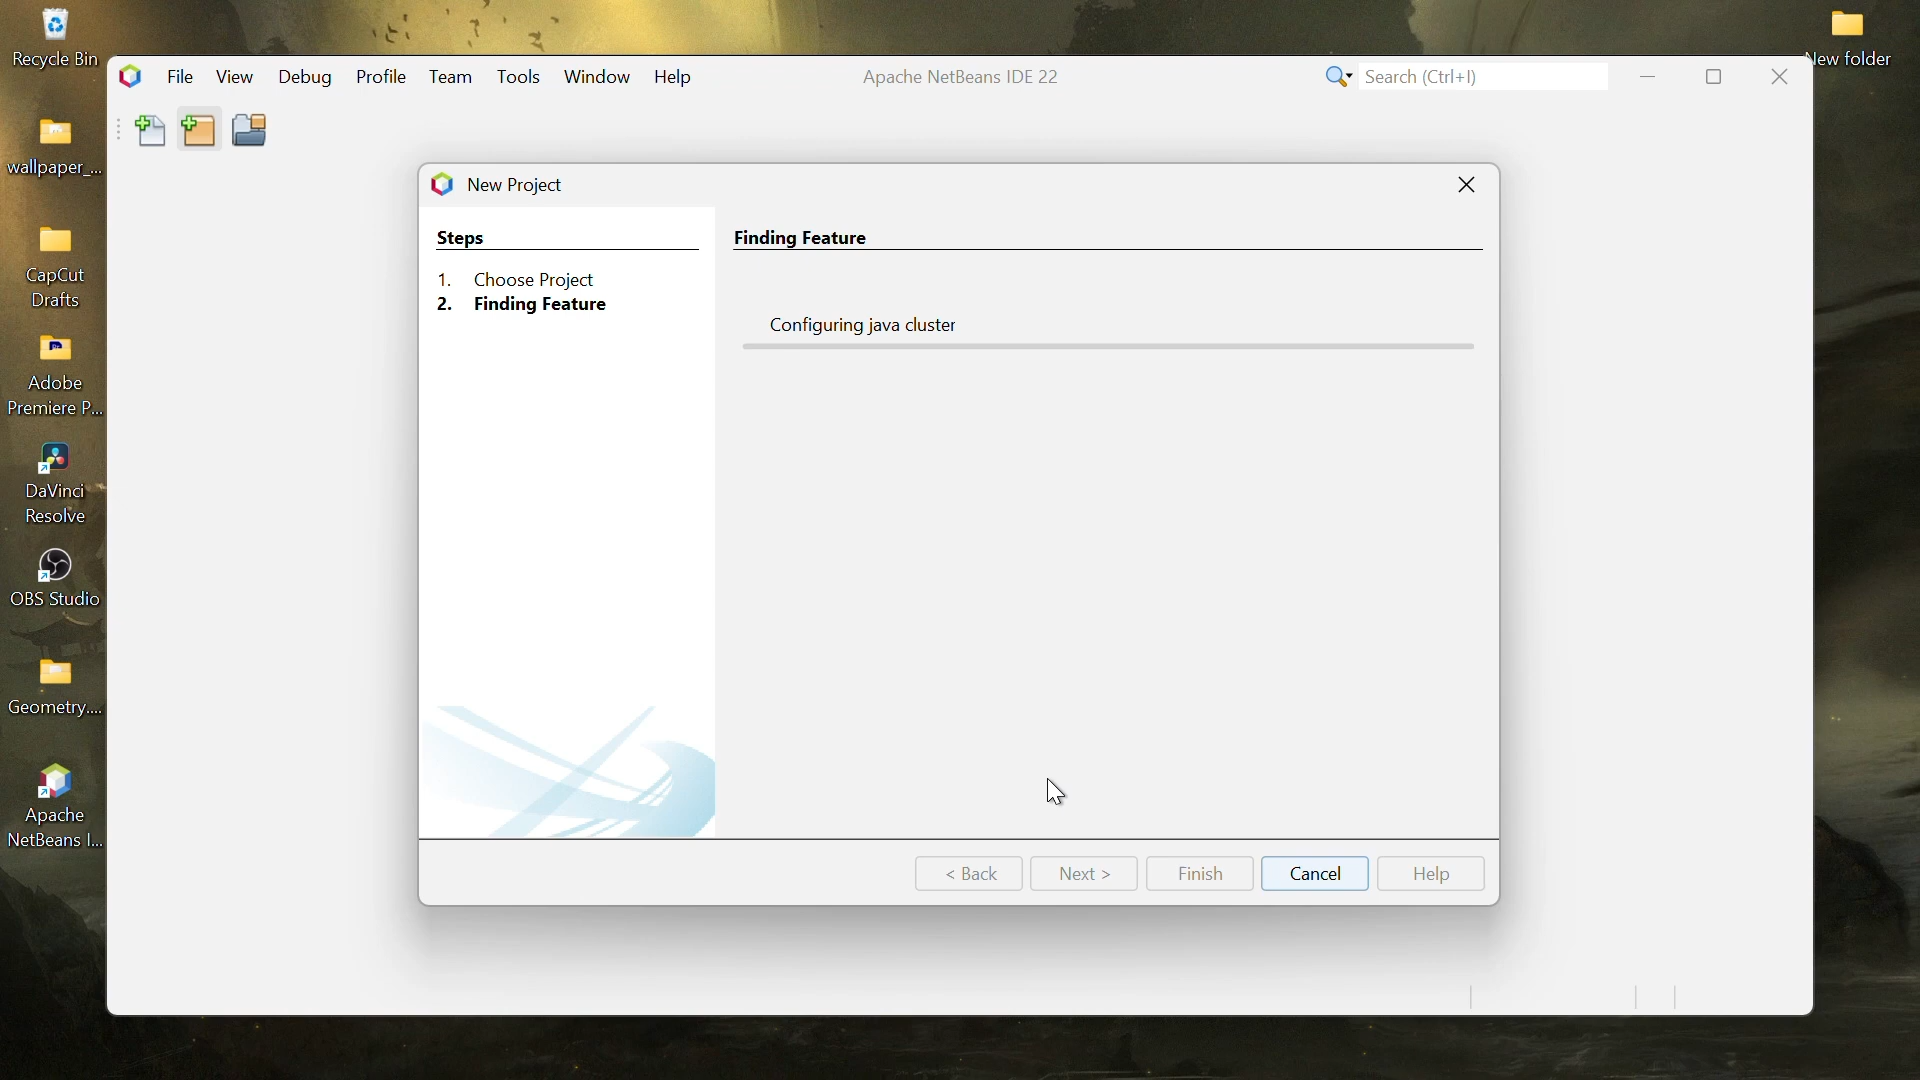 Recycle Bin
New folder
File View Debug Profile Team Tools Window Help
Apache NetBeans IDE 22
Search (Ctrl+I)
wallpaper_...
New Project
Steps
Finding Feature
CapCut
Drafts
1. Choose Project
2. Finding Feature
Configuring java cluster
Adobe
Premiere P...
DaVinci
Resolve
OBS Studio
Geometry....
Apache
NetBeans I...
< Back Next > Finish Cancel Help